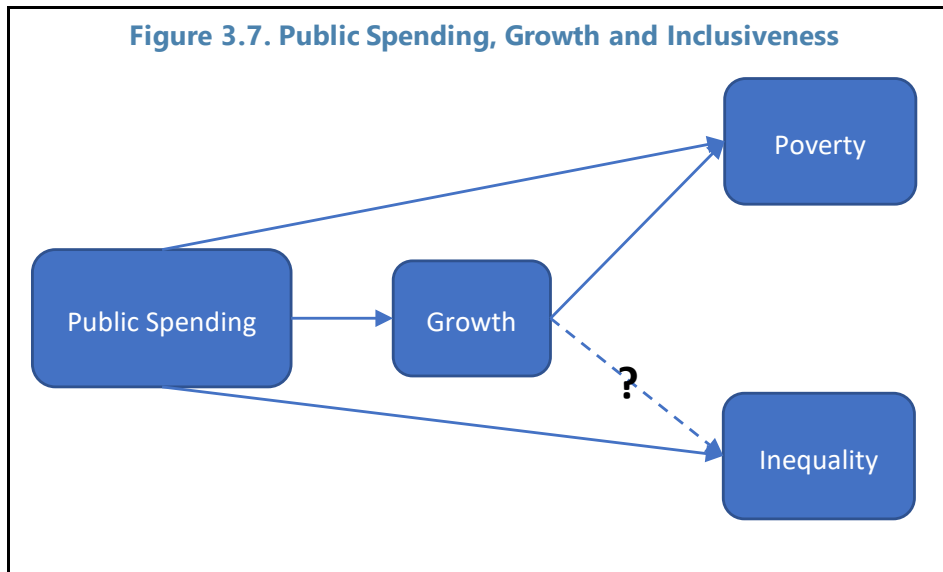 Figure 3.7. Public Spending, Growth and Inclusiveness
Poverty
Public Spending
Growth
?
Inequality